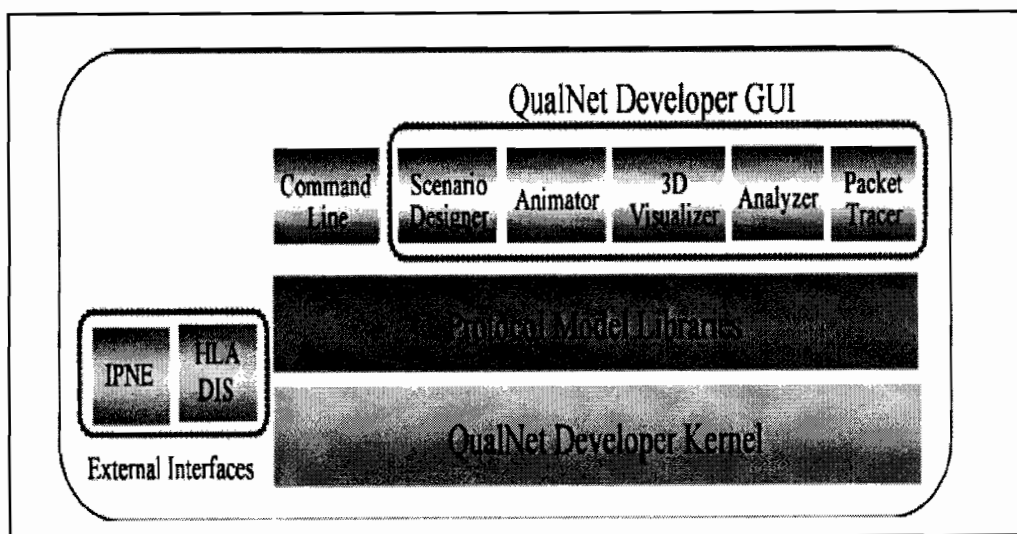 QualNet Developer GUI
Command
Line
Scenario
Designer
Animator
3D
Visualizer
Analyzer
Packet
Tracer
Protocol Model Libraries
IPNE
HLA
DIS
External Interfaces
QualNet Developer Kernel